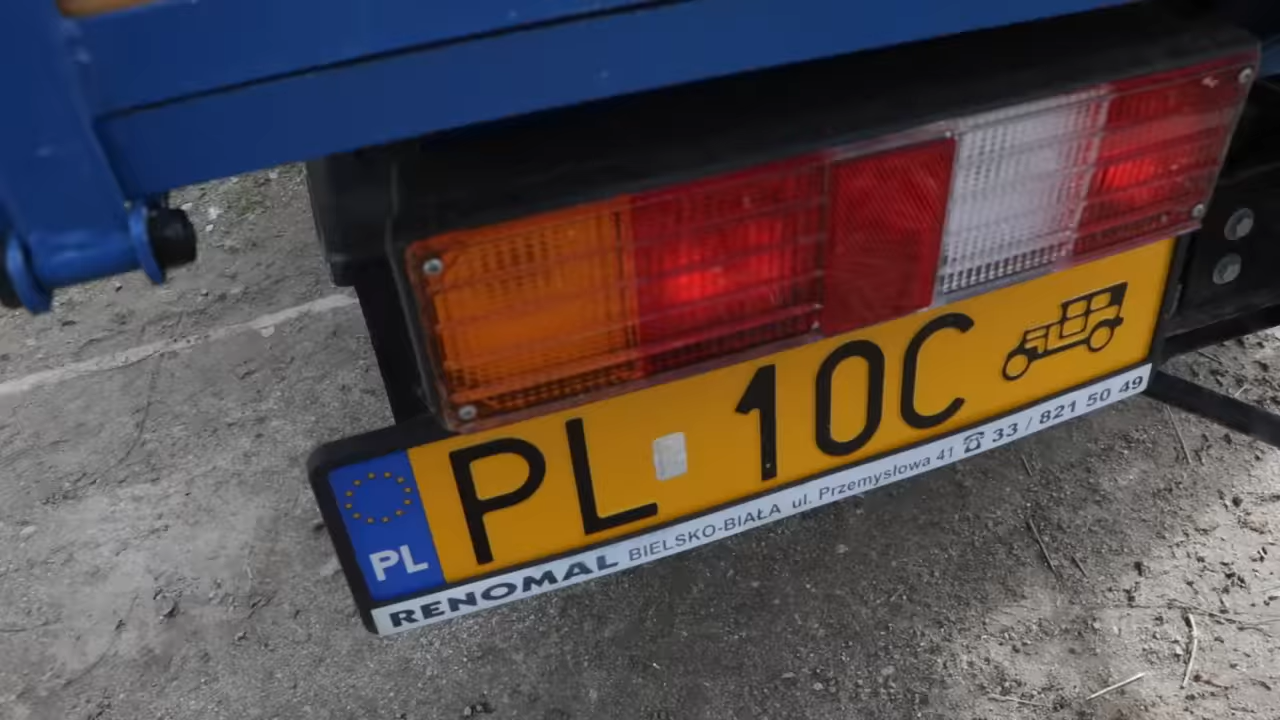 PL
PL 10C
RENOMAL BIELSKO-BIAŁA ul. Przemysłowa 41 ☎ 33 / 821 50 49